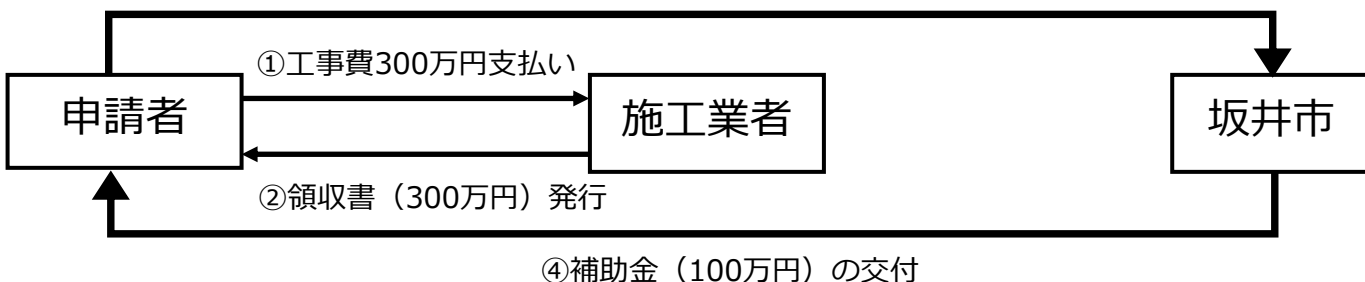 ①工事費300万円支払い
申請者
施工業者
坂井市
②領収書（300万円）発行
④補助金（100万円）の交付